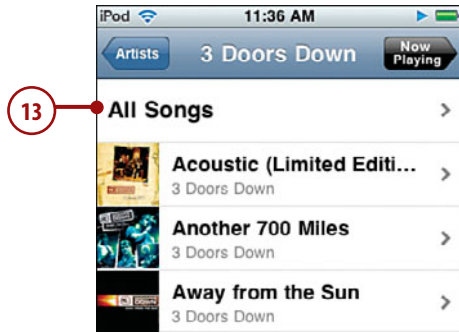 iPod 11:36 AM
Artists 3 Doors Down Now Playing
13 All Songs
Acoustic (Limited Editi...
3 Doors Down
Another 700 Miles
3 Doors Down
Away from the Sun
3 Doors Down